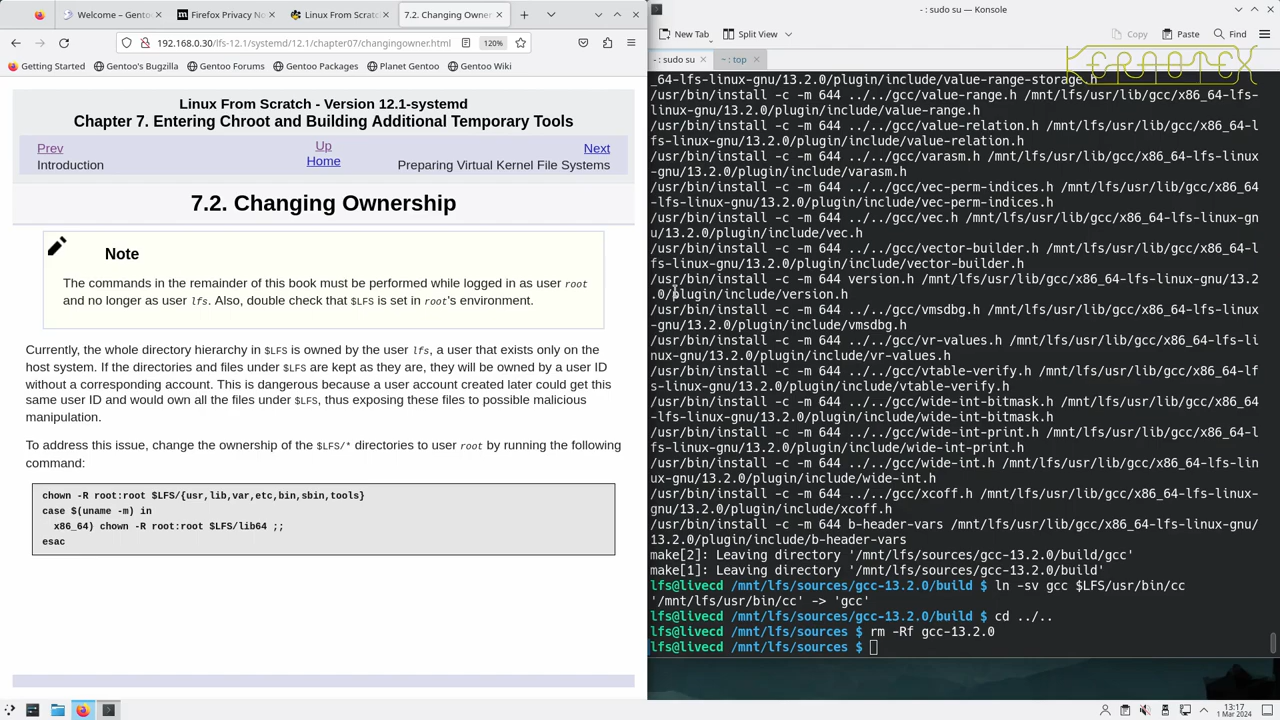 Welcome – Gentoo
Firefox Privacy No
Linux From Scratc
7.2. Changing Owner
192.168.0.30/lfs-12.1/systemd/12.1/chapter07/changingowner.html
120%
Getting Started
Gentoo's Bugzilla
Gentoo Forums
Gentoo Packages
Planet Gentoo
Gentoo Wiki
Linux From Scratch - Version 12.1-systemd
Chapter 7. Entering Chroot and Building Additional Temporary Tools
Prev
Up
Next
Introduction
Home
Preparing Virtual Kernel File Systems
7.2. Changing Ownership
Note
The commands in the remainder of this book must be performed while logged in as user root
and no longer as user lfs. Also, double check that $LFS is set in root's environment.
Currently, the whole directory hierarchy in $LFS is owned by the user lfs, a user that exists only on the
host system. If the directories and files under $LFS are kept as they are, they will be owned by a user ID
without a corresponding account. This is dangerous because a user account created later could get this
same user ID and would own all the files under $LFS, thus exposing these files to possible malicious
manipulation.
To address this issue, change the ownership of the $LFS/* directories to user root by running the following
command:
chown -R root:root $LFS/{usr,lib,var,etc,bin,sbin,tools}
case $(uname -m) in
x86_64) chown -R root:root $LFS/lib64 ;;
esac
- : sudo su — Konsole
New Tab
Split View
Copy
Paste
Find
- : sudo su
~ : top
KERNOTEX
_64-lfs-linux-gnu/13.2.0/plugin/include/value-range-storage.h
/usr/bin/install -c -m 644 ../../gcc/value-range.h /mnt/lfs/usr/lib/gcc/x86_64-lfs-
linux-gnu/13.2.0/plugin/include/value-range.h
/usr/bin/install -c -m 644 ../../gcc/value-relation.h /mnt/lfs/usr/lib/gcc/x86_64-l
fs-linux-gnu/13.2.0/plugin/include/value-relation.h
/usr/bin/install -c -m 644 ../../gcc/varasm.h /mnt/lfs/usr/lib/gcc/x86_64-lfs-linux
-gnu/13.2.0/plugin/include/varasm.h
/usr/bin/install -c -m 644 ../../gcc/vec-perm-indices.h /mnt/lfs/usr/lib/gcc/x86_64
-lfs-linux-gnu/13.2.0/plugin/include/vec-perm-indices.h
/usr/bin/install -c -m 644 ../../gcc/vec.h /mnt/lfs/usr/lib/gcc/x86_64-lfs-linux-gn
u/13.2.0/plugin/include/vec.h
/usr/bin/install -c -m 644 ../../gcc/vector-builder.h /mnt/lfs/usr/lib/gcc/x86_64-l
fs-linux-gnu/13.2.0/plugin/include/vector-builder.h
/usr/bin/install -c -m 644 version.h /mnt/lfs/usr/lib/gcc/x86_64-lfs-linux-gnu/13.2
.0/plugin/include/version.h
/usr/bin/install -c -m 644 ../../gcc/vmsdbg.h /mnt/lfs/usr/lib/gcc/x86_64-lfs-linux
-gnu/13.2.0/plugin/include/vmsdbg.h
/usr/bin/install -c -m 644 ../../gcc/vr-values.h /mnt/lfs/usr/lib/gcc/x86_64-lfs-li
nux-gnu/13.2.0/plugin/include/vr-values.h
/usr/bin/install -c -m 644 ../../gcc/vtable-verify.h /mnt/lfs/usr/lib/gcc/x86_64-lf
s-linux-gnu/13.2.0/plugin/include/vtable-verify.h
/usr/bin/install -c -m 644 ../../gcc/wide-int-bitmask.h /mnt/lfs/usr/lib/gcc/x86_64
-lfs-linux-gnu/13.2.0/plugin/include/wide-int-bitmask.h
/usr/bin/install -c -m 644 ../../gcc/wide-int-print.h /mnt/lfs/usr/lib/gcc/x86_64-l
fs-linux-gnu/13.2.0/plugin/include/wide-int-print.h
/usr/bin/install -c -m 644 ../../gcc/wide-int.h /mnt/lfs/usr/lib/gcc/x86_64-lfs-lin
ux-gnu/13.2.0/plugin/include/wide-int.h
/usr/bin/install -c -m 644 ../../gcc/xcoff.h /mnt/lfs/usr/lib/gcc/x86_64-lfs-linux-
gnu/13.2.0/plugin/include/xcoff.h
/usr/bin/install -c -m 644 b-header-vars /mnt/lfs/usr/lib/gcc/x86_64-lfs-linux-gnu/
13.2.0/plugin/include/b-header-vars
make[2]: Leaving directory '/mnt/lfs/sources/gcc-13.2.0/build/gcc'
make[1]: Leaving directory '/mnt/lfs/sources/gcc-13.2.0/build'
lfs@livecd /mnt/lfs/sources/gcc-13.2.0/build $ ln -sv gcc $LFS/usr/bin/cc
'/mnt/lfs/usr/bin/cc' -> 'gcc'
lfs@livecd /mnt/lfs/sources/gcc-13.2.0/build $ cd ../..
lfs@livecd /mnt/lfs/sources $ rm -Rf gcc-13.2.0
lfs@livecd /mnt/lfs/sources $
13:17
1 Mar 2024